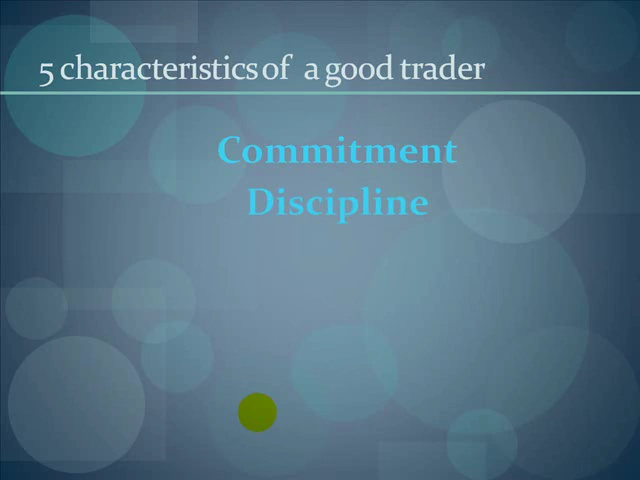 5 characteristics of a good trader
Commitment
Discipline